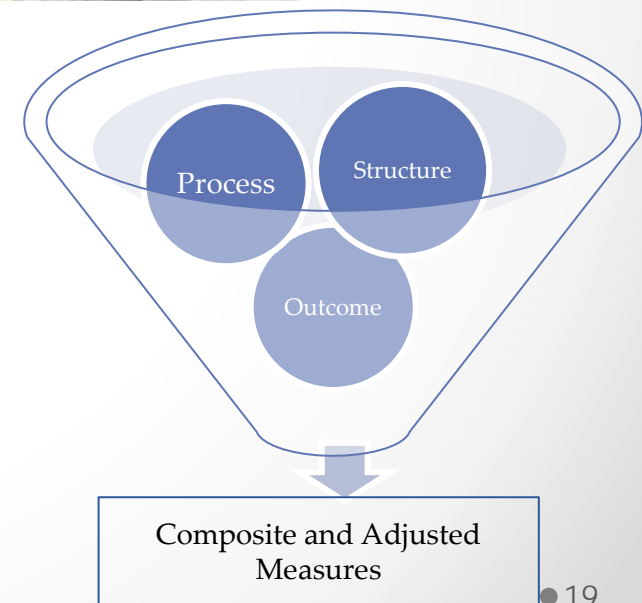 Process
Structure
Outcome
Composite and Adjusted
Measures
19